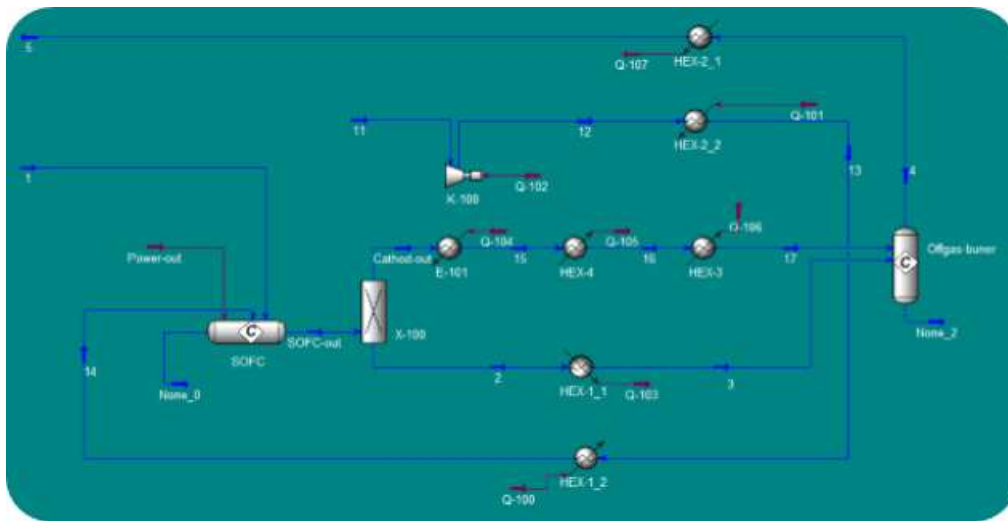 5
Q-107
HEX-2_1
11
12
Q-101
HEX-2_2
1
K-100
Q-102
13
4
Power-out
Cathod-out
Q-104
E-101
15
Q-105
HEX-4
16
Q-106
HEX-3
17
Offgas-buner
C
X-100
C
SOFC
SOFC-out
14
None_0
2
HEX-1_1
Q-103
3
None_2
Q-100
HEX-1_2